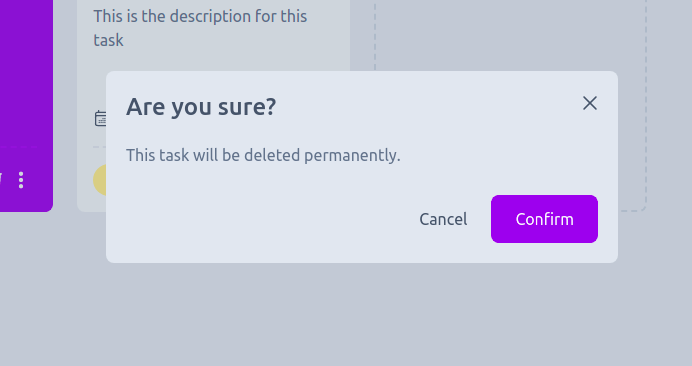 This is the description for this
task
Are you sure?
This task will be deleted permanently.
Cancel
Confirm